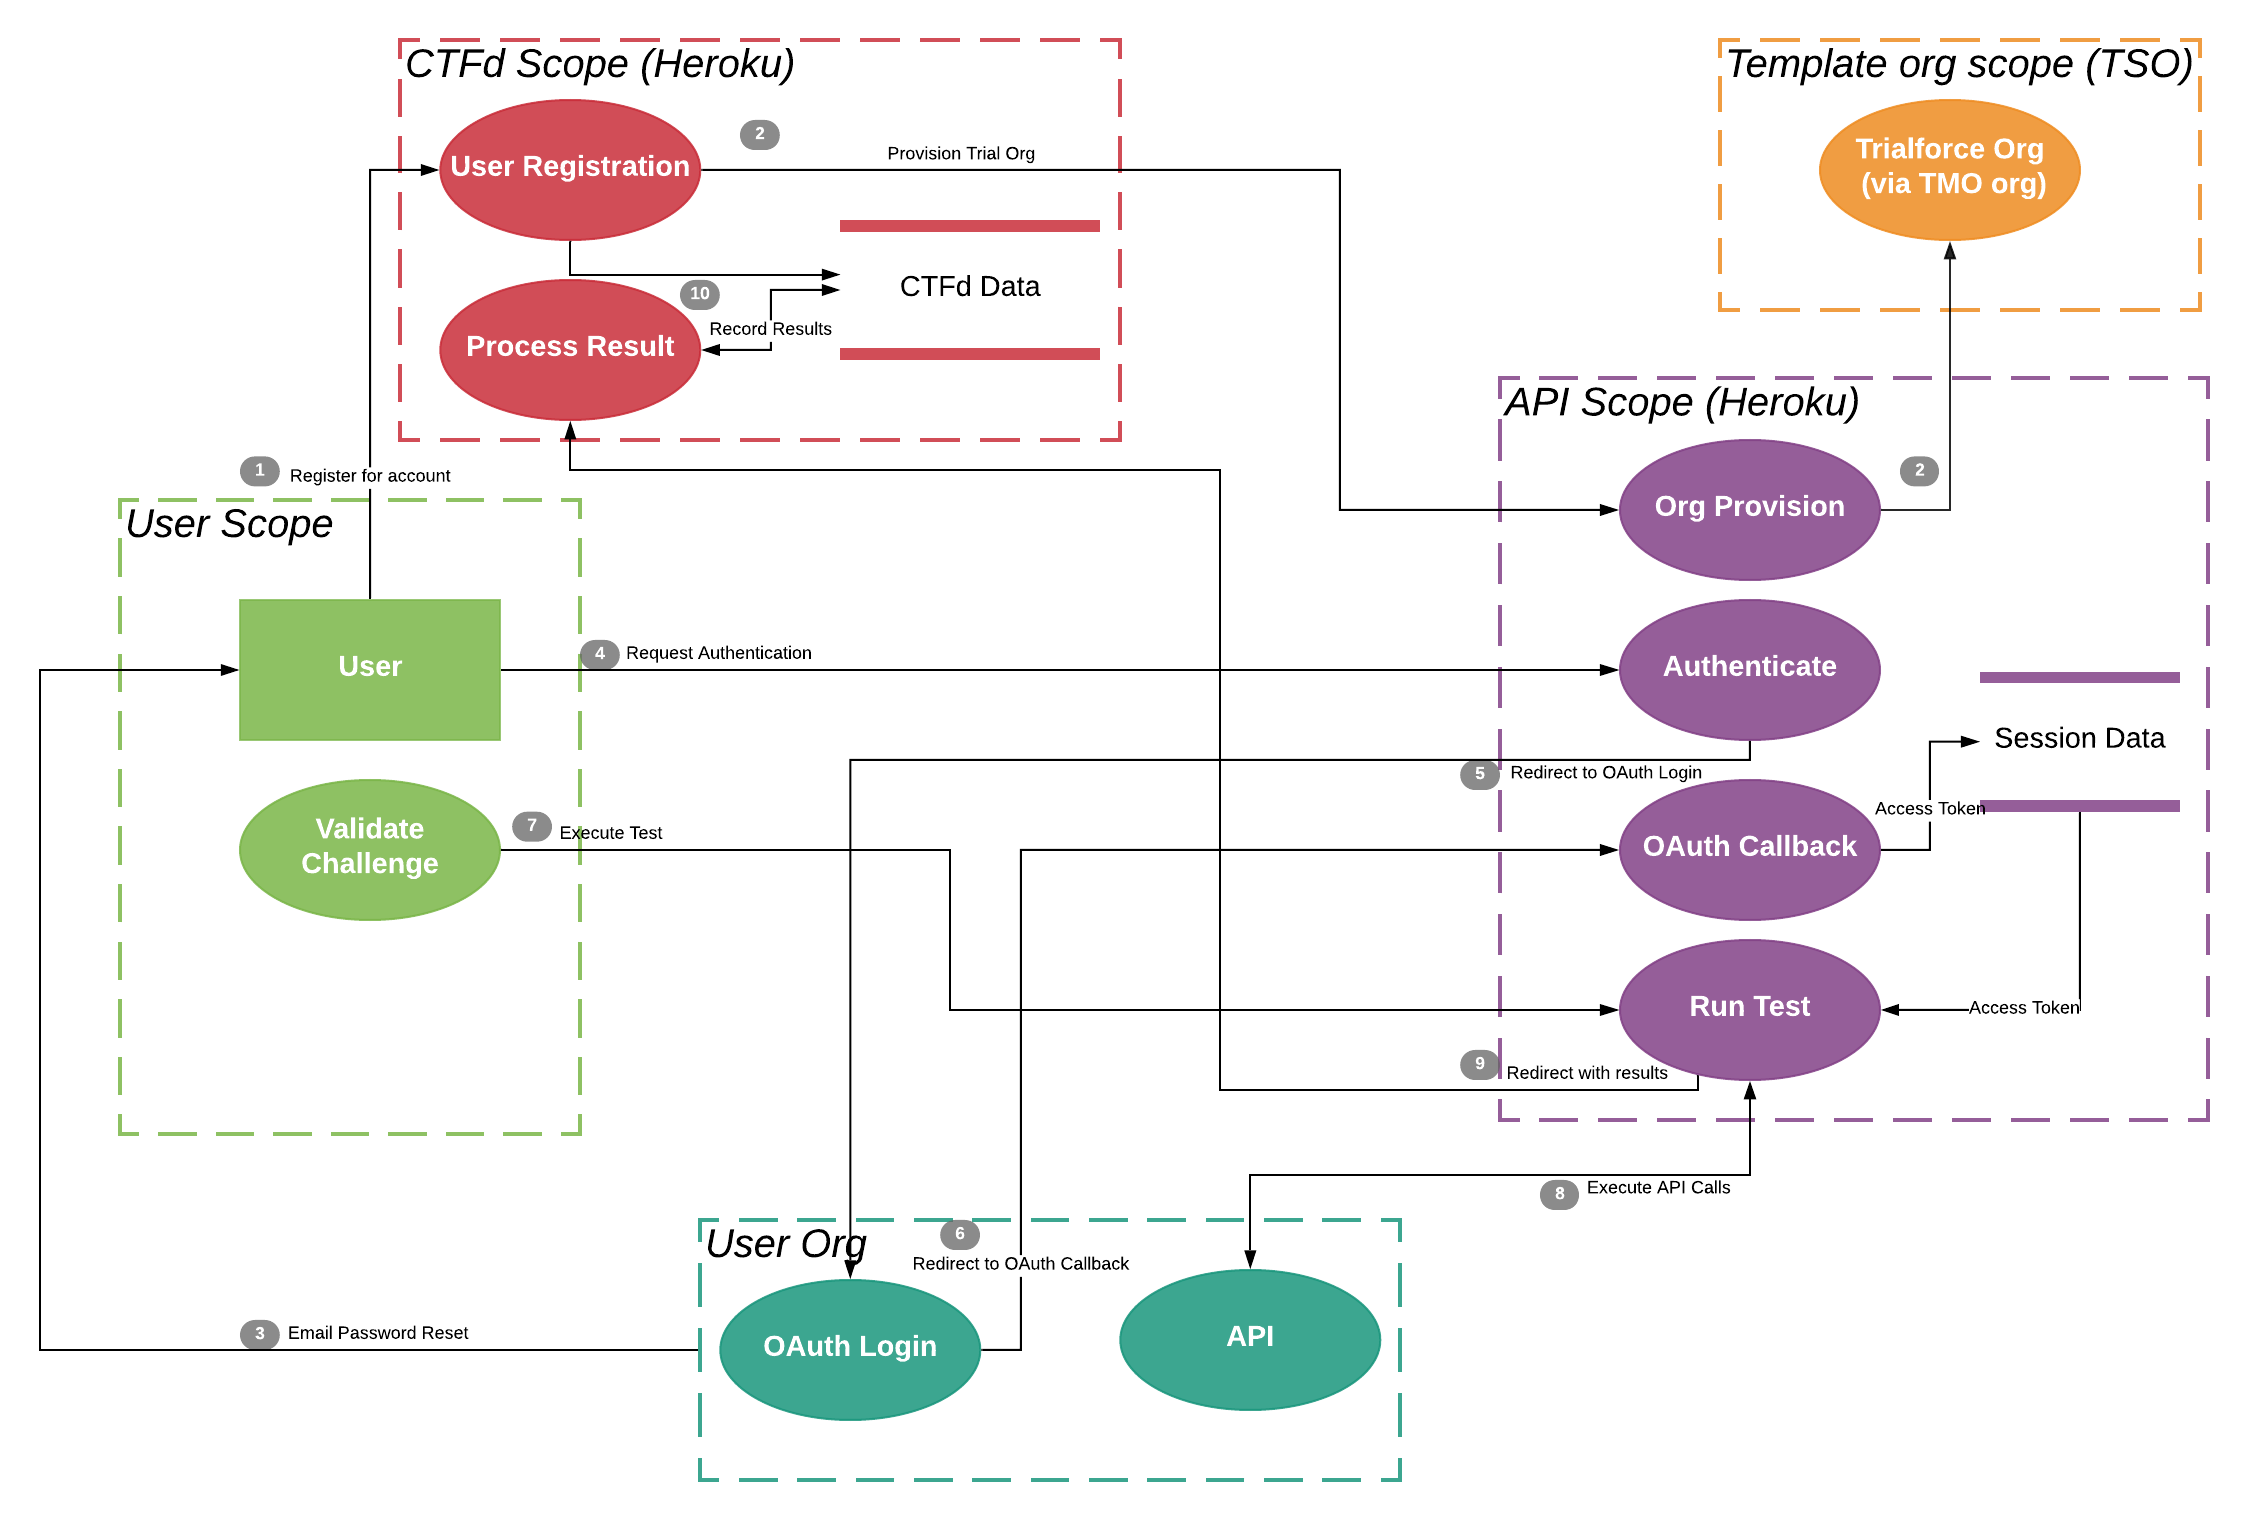 CTFd Scope (Heroku)
Template org scope (TSO)
User Registration
2
Provision Trial Org
Trialforce Org
(via TMO org)
CTFd Data
10
Record Results
Process Result
API Scope (Heroku)
1
Register for account
2
User Scope
Org Provision
User
4
Request Authentication
Authenticate
Session Data
5
Redirect to OAuth Login
Validate
Challenge
7
Execute Test
OAuth Callback
Access Token
Run Test
Access Token
9
Redirect with results
8
Execute API Calls
User Org
6
Redirect to OAuth Callback
3
Email Password Reset
OAuth Login
API